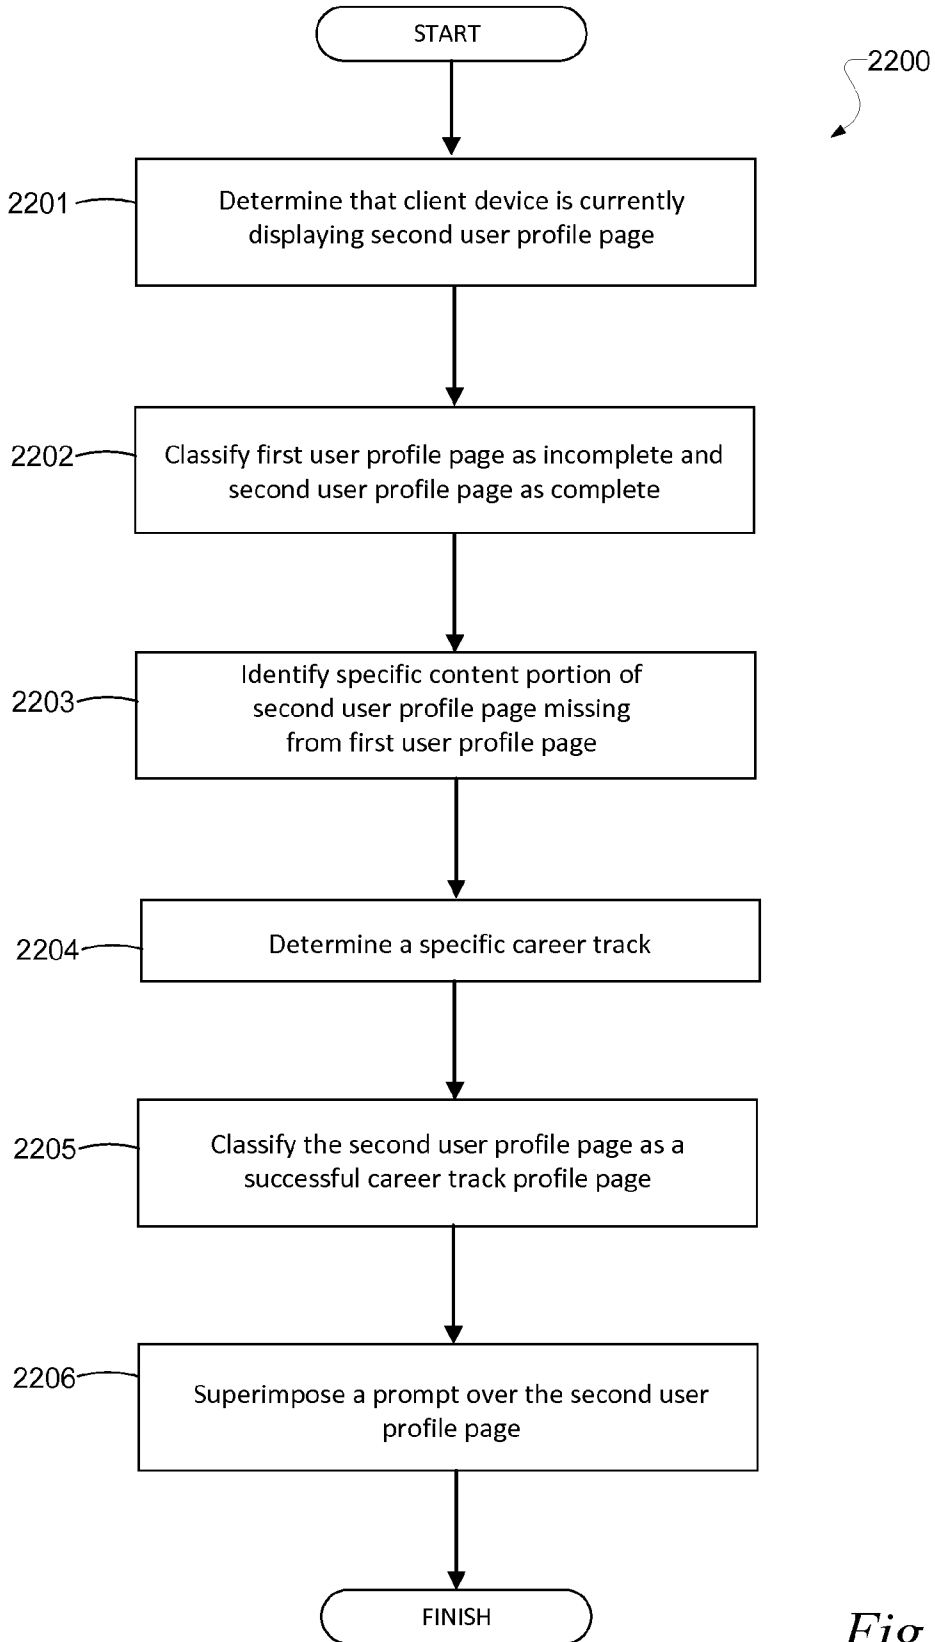 START
2200
2201
Determine that client device is currently
displaying second user profile page
2202
Classify first user profile page as incomplete and
second user profile page as complete
2203
Identify specific content portion of
second user profile page missing
from first user profile page
2204
Determine a specific career track
2205
Classify the second user profile page as a
successful career track profile page
2206
Superimpose a prompt over the second user
profile page
FINISH
Fig